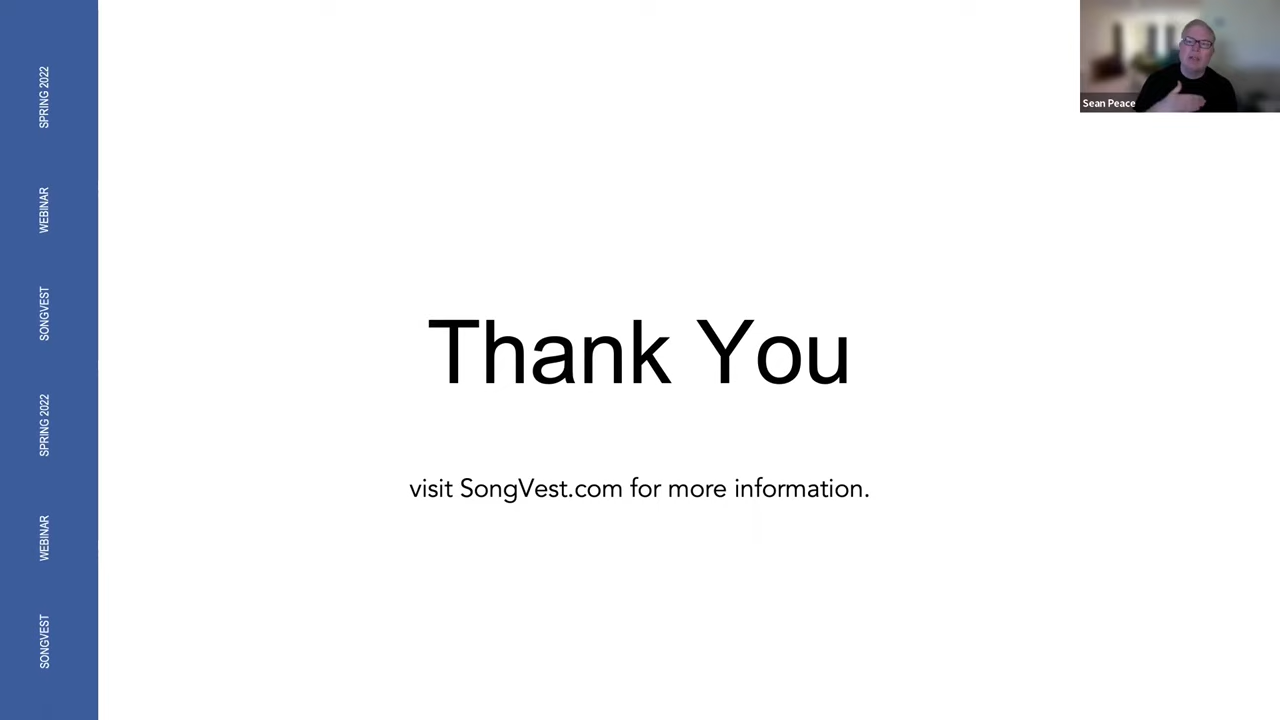 SPRING 2022
WEBINAR
SONGVEST
SPRING 2022
WEBINAR
SONGVEST
Thank You
visit SongVest.com for more information.
Sean Peace